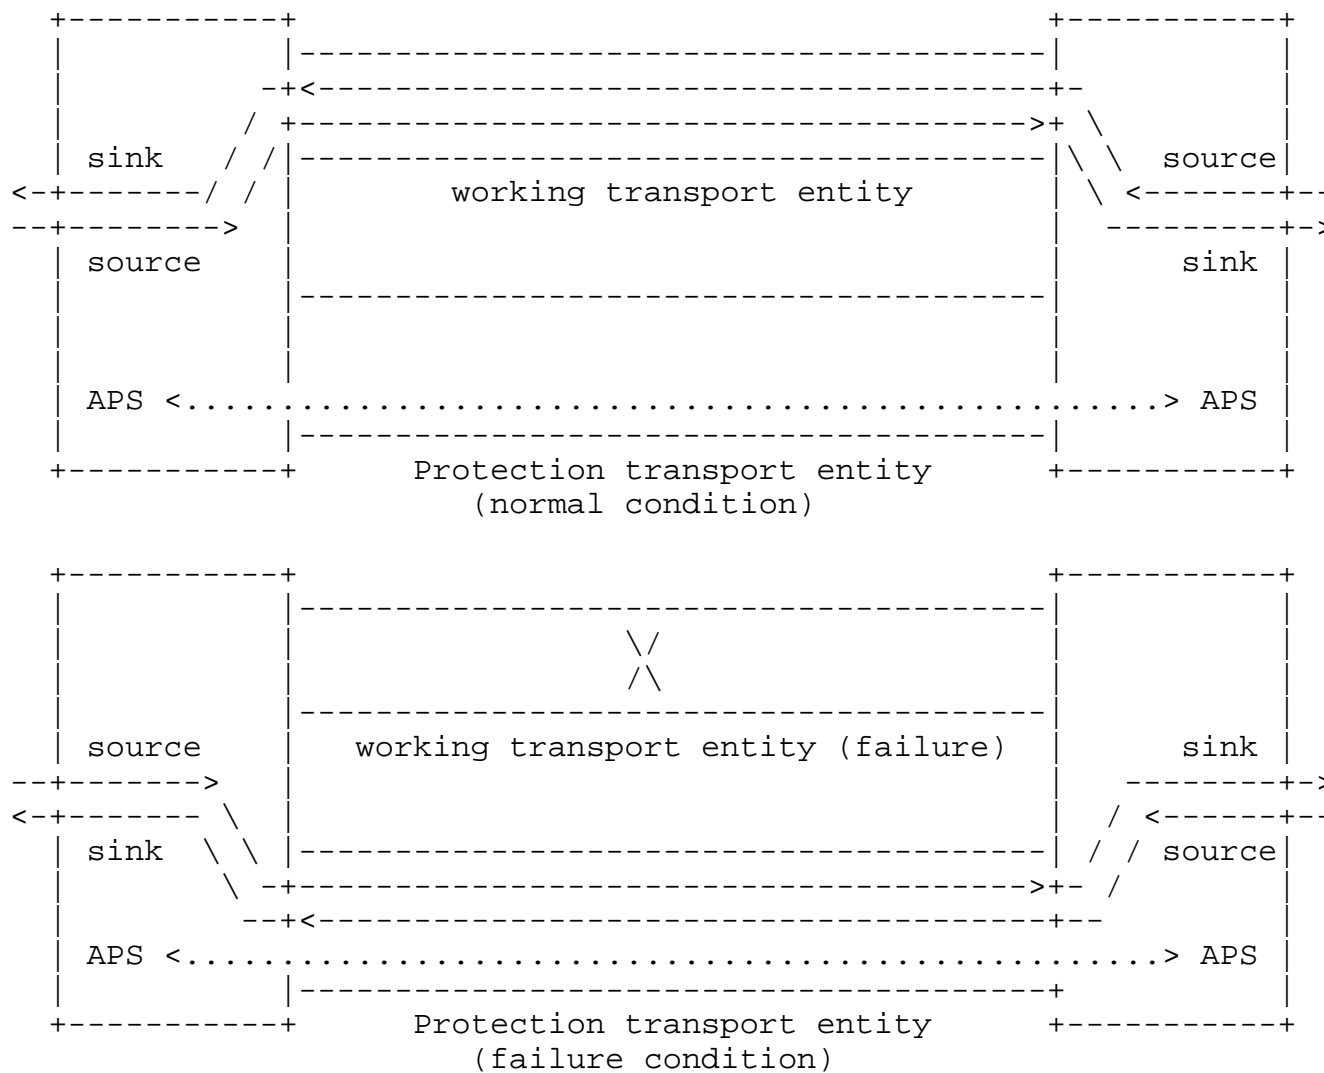 sink source
working transport entity
source sink
APS APS
Protection transport entity
(normal condition)
source working transport entity (failure) sink
sink source
APS APS
Protection transport entity
(failure condition)